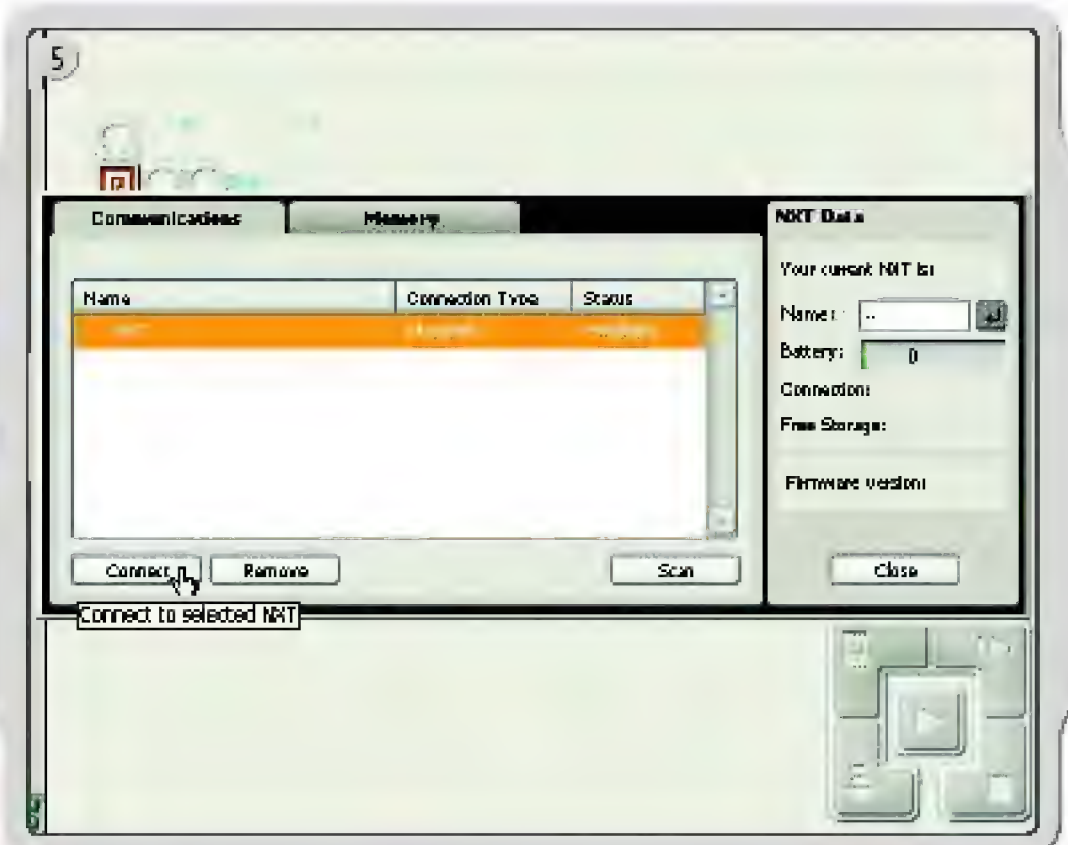 5
Communications
Memory
NXT Data
Your current NXT is:
Name
Connection Type
Status
Name:
--
Battery:
0
Connection:
Free Storage:
Firmware version:
Connect
Remove
Scan
Close
Connect to selected NXT